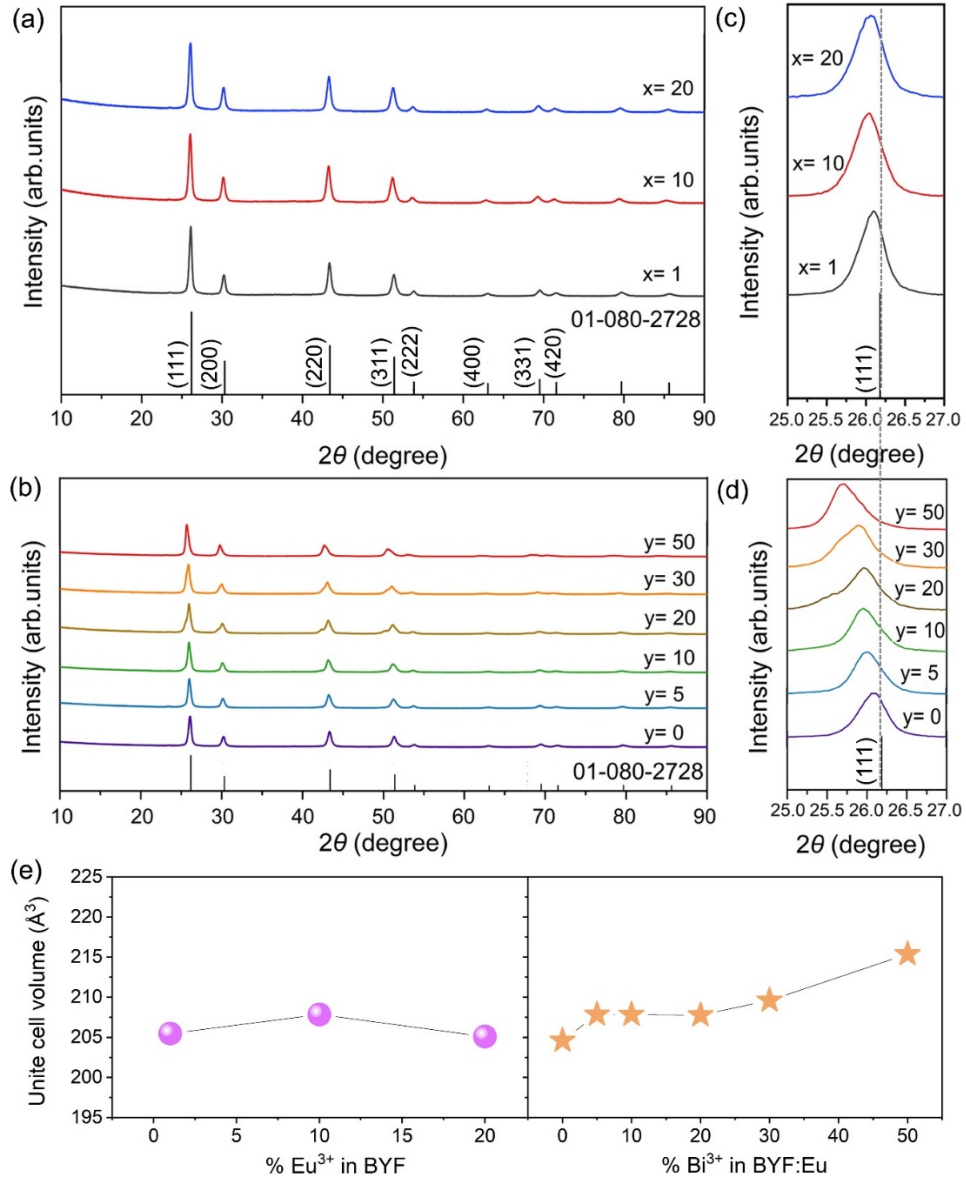 (a)
Intensity (arb.units)
x= 20
x= 10
x= 1
01-080-2728
(111)
(200)
(220)
(311)
(222)
(400)
(331)
(420)
10 20 30 40 50 60 70 80 90
2θ (degree)
(c)
Intensity (arb.units)
x= 20
x= 10
x= 1
(111)
25.0 25.5 26.0 26.5 27.0
2θ (degree)
(b)
Intensity (arb.units)
y= 50
y= 30
y= 20
y= 10
y= 5
y= 0
01-080-2728
10 20 30 40 50 60 70 80 90
2θ (degree)
(d)
Intensity (arb.units)
y= 50
y= 30
y= 20
y= 10
y= 5
y= 0
(111)
25.0 25.5 26.0 26.5 27.0
2θ (degree)
(e)
Unite cell volume (Å³)
225
220
215
210
205
200
195
0 5 10 15 20
% Eu³⁺ in BYF
0 10 20 30 40 50
% Bi³⁺ in BYF:Eu